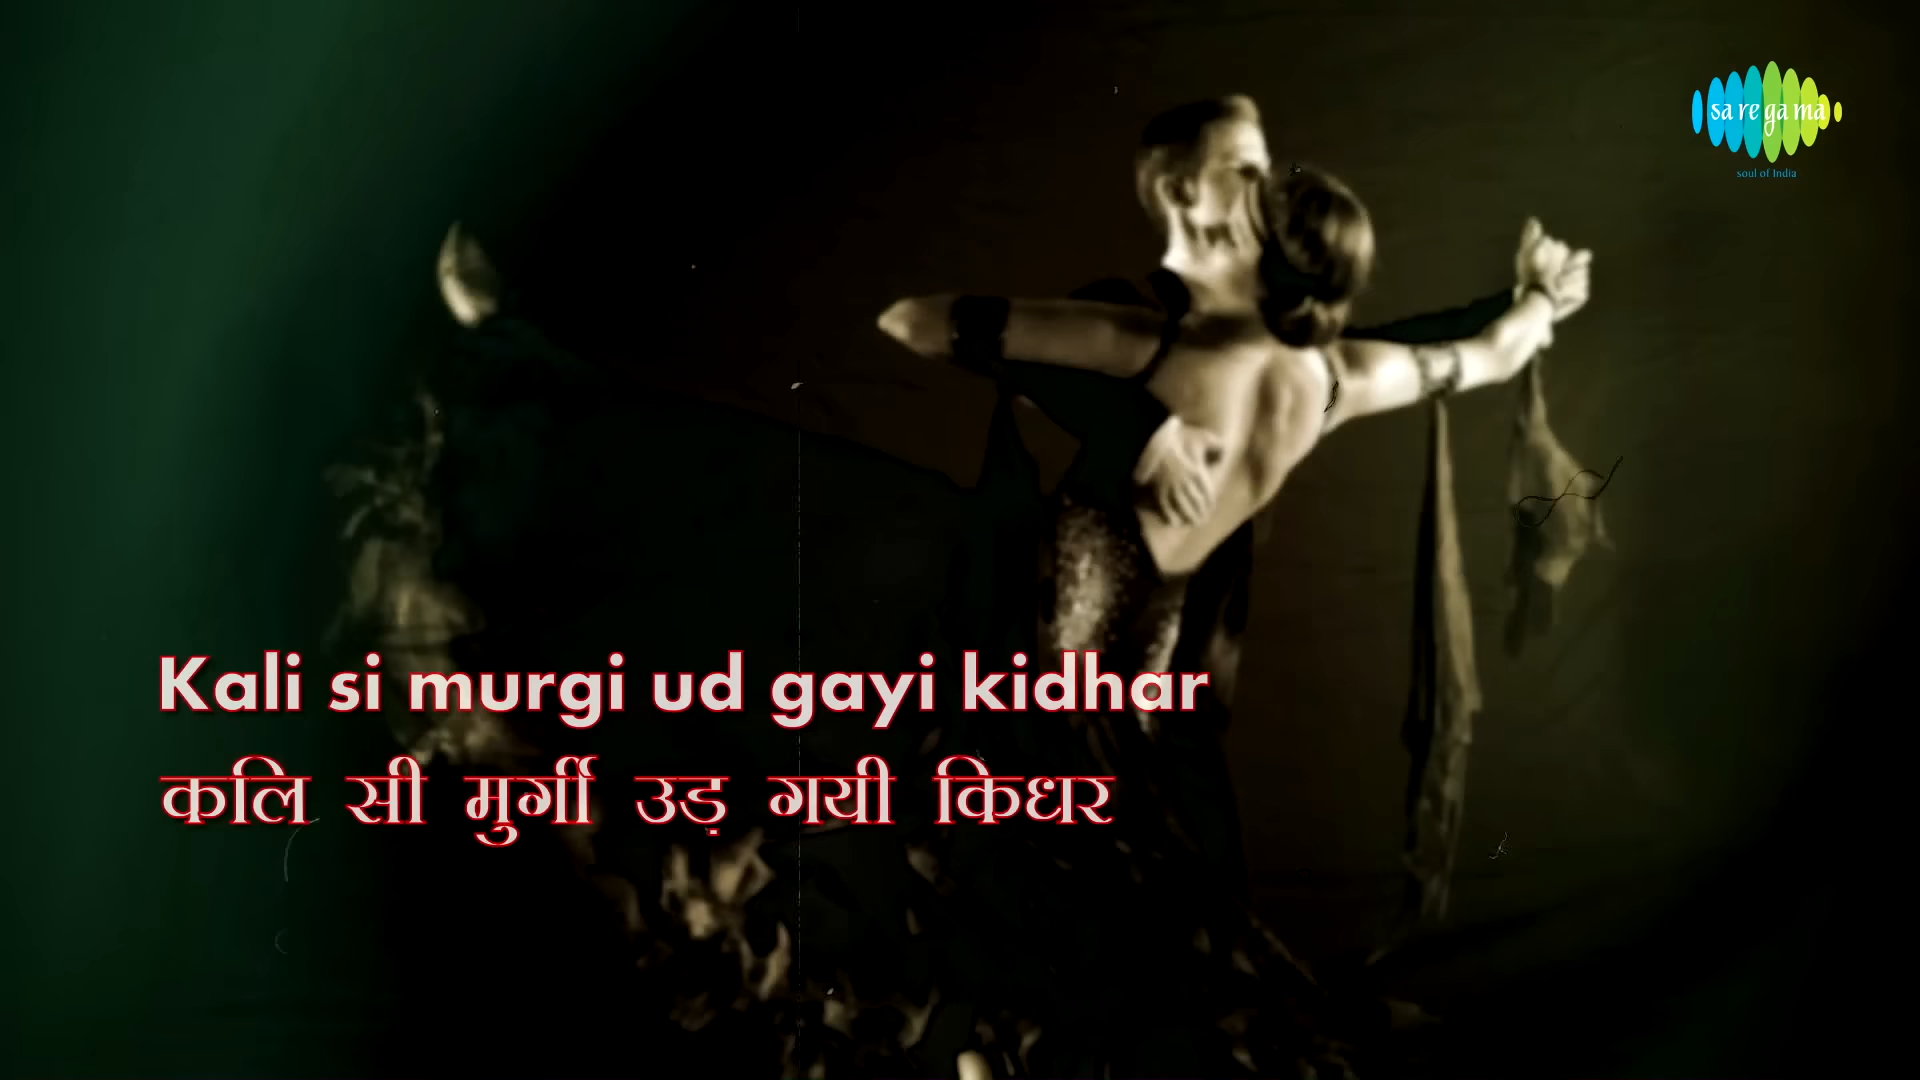 sa re ga ma
soul of India
Kali si murgi ud gayi kidhar
कलि सी मुर्गी उड़ गयी किधर